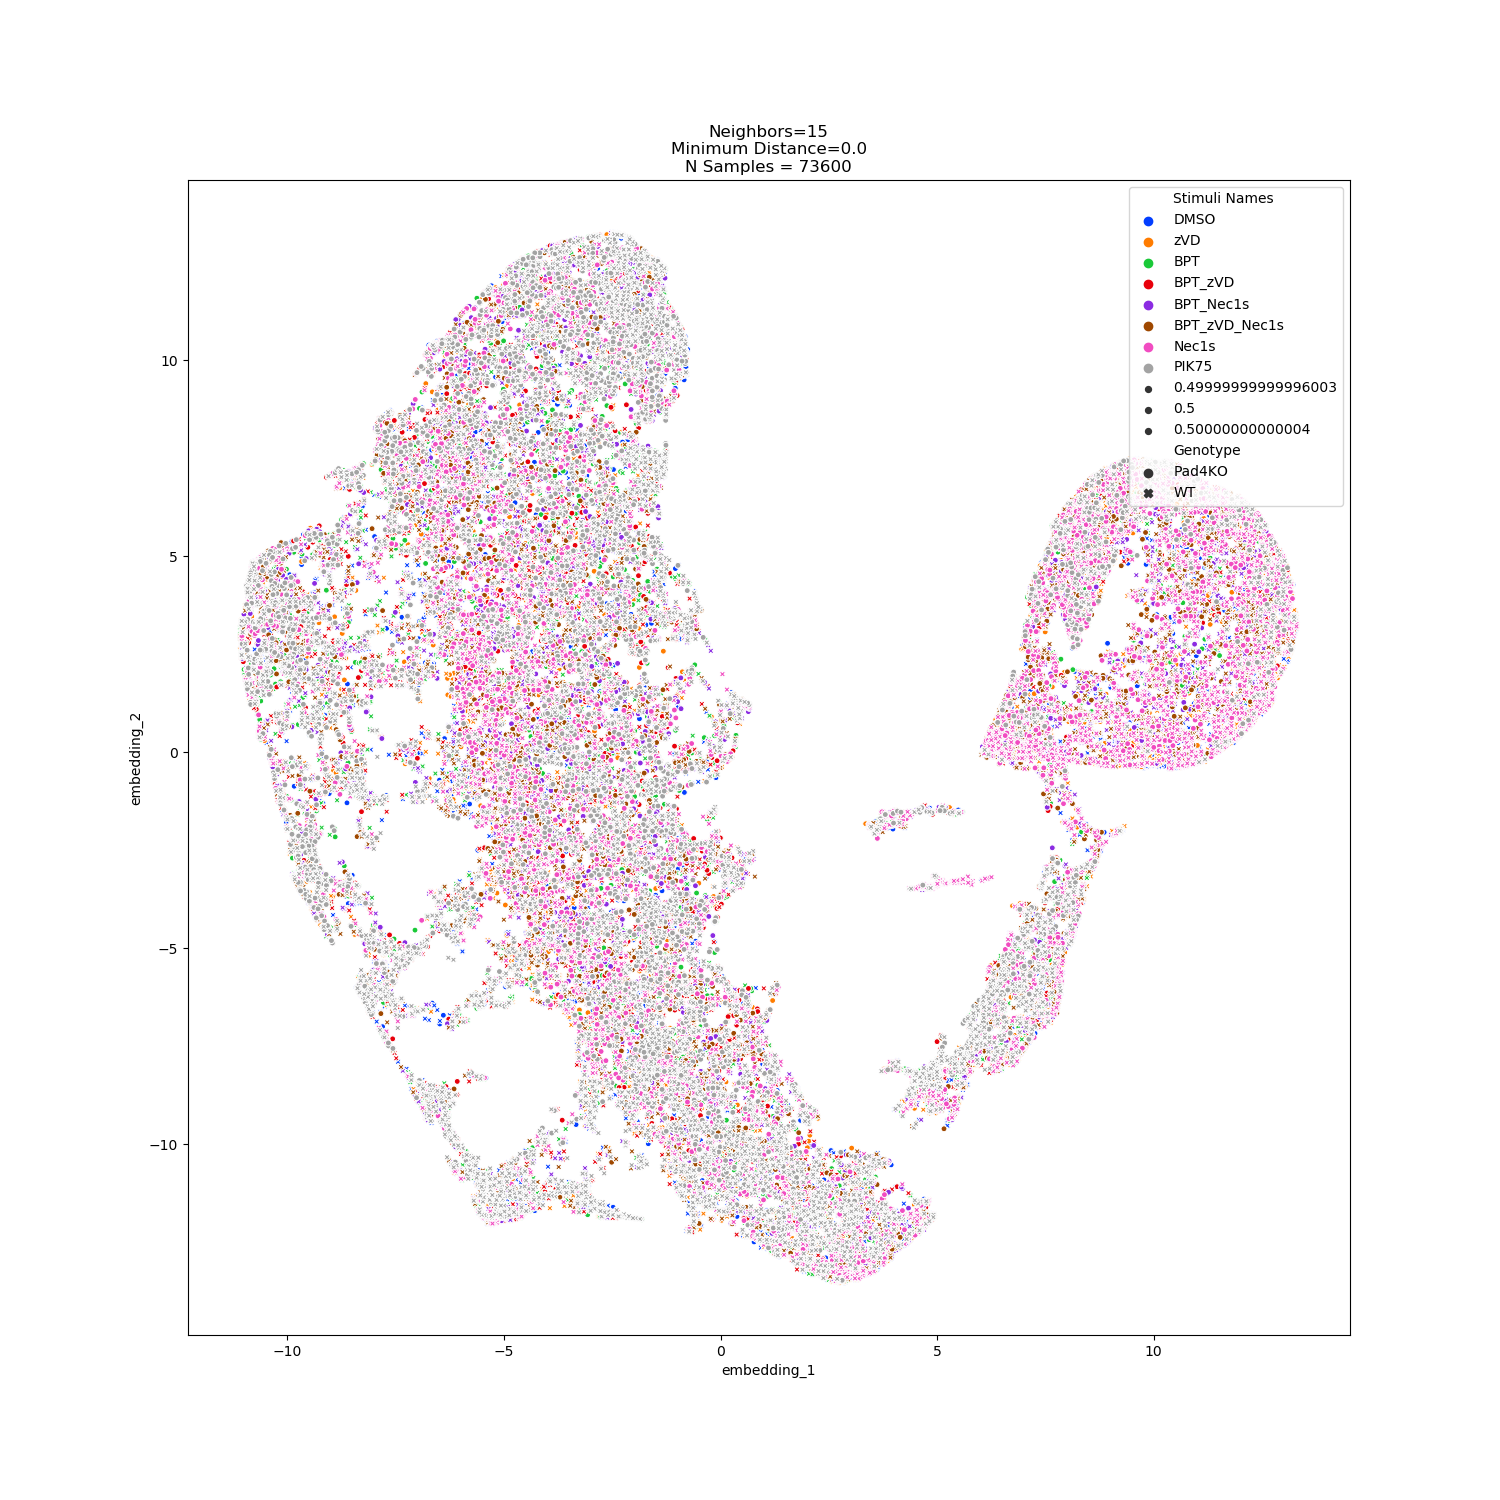 Neighbors=15
Minimum Distance=0.0
N Samples = 73600
Stimuli Names
DMSO
zVD
BPT
BPT_zVD
BPT_Nec1s
BPT_zVD_Nec1s
Nec1s
PIK75
0.49999999999996003
0.5
0.50000000000004
Genotype
Pad4KO
WT
10
5
0
−5
−10
embedding_2
−10
−5
0
5
10
embedding_1